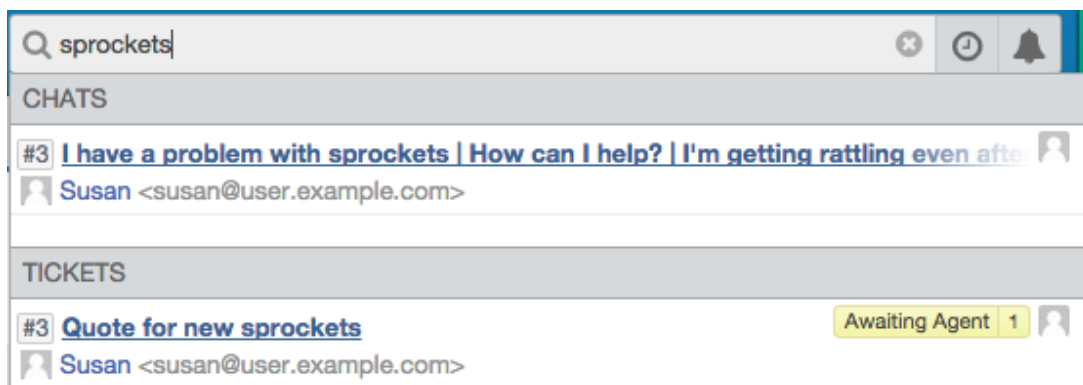 sprockets
CHATS
#3 I have a problem with sprockets | How can I help? | I'm getting rattling even afte
Susan <susan@user.example.com>
TICKETS
#3 Quote for new sprockets Awaiting Agent 1
Susan <susan@user.example.com>